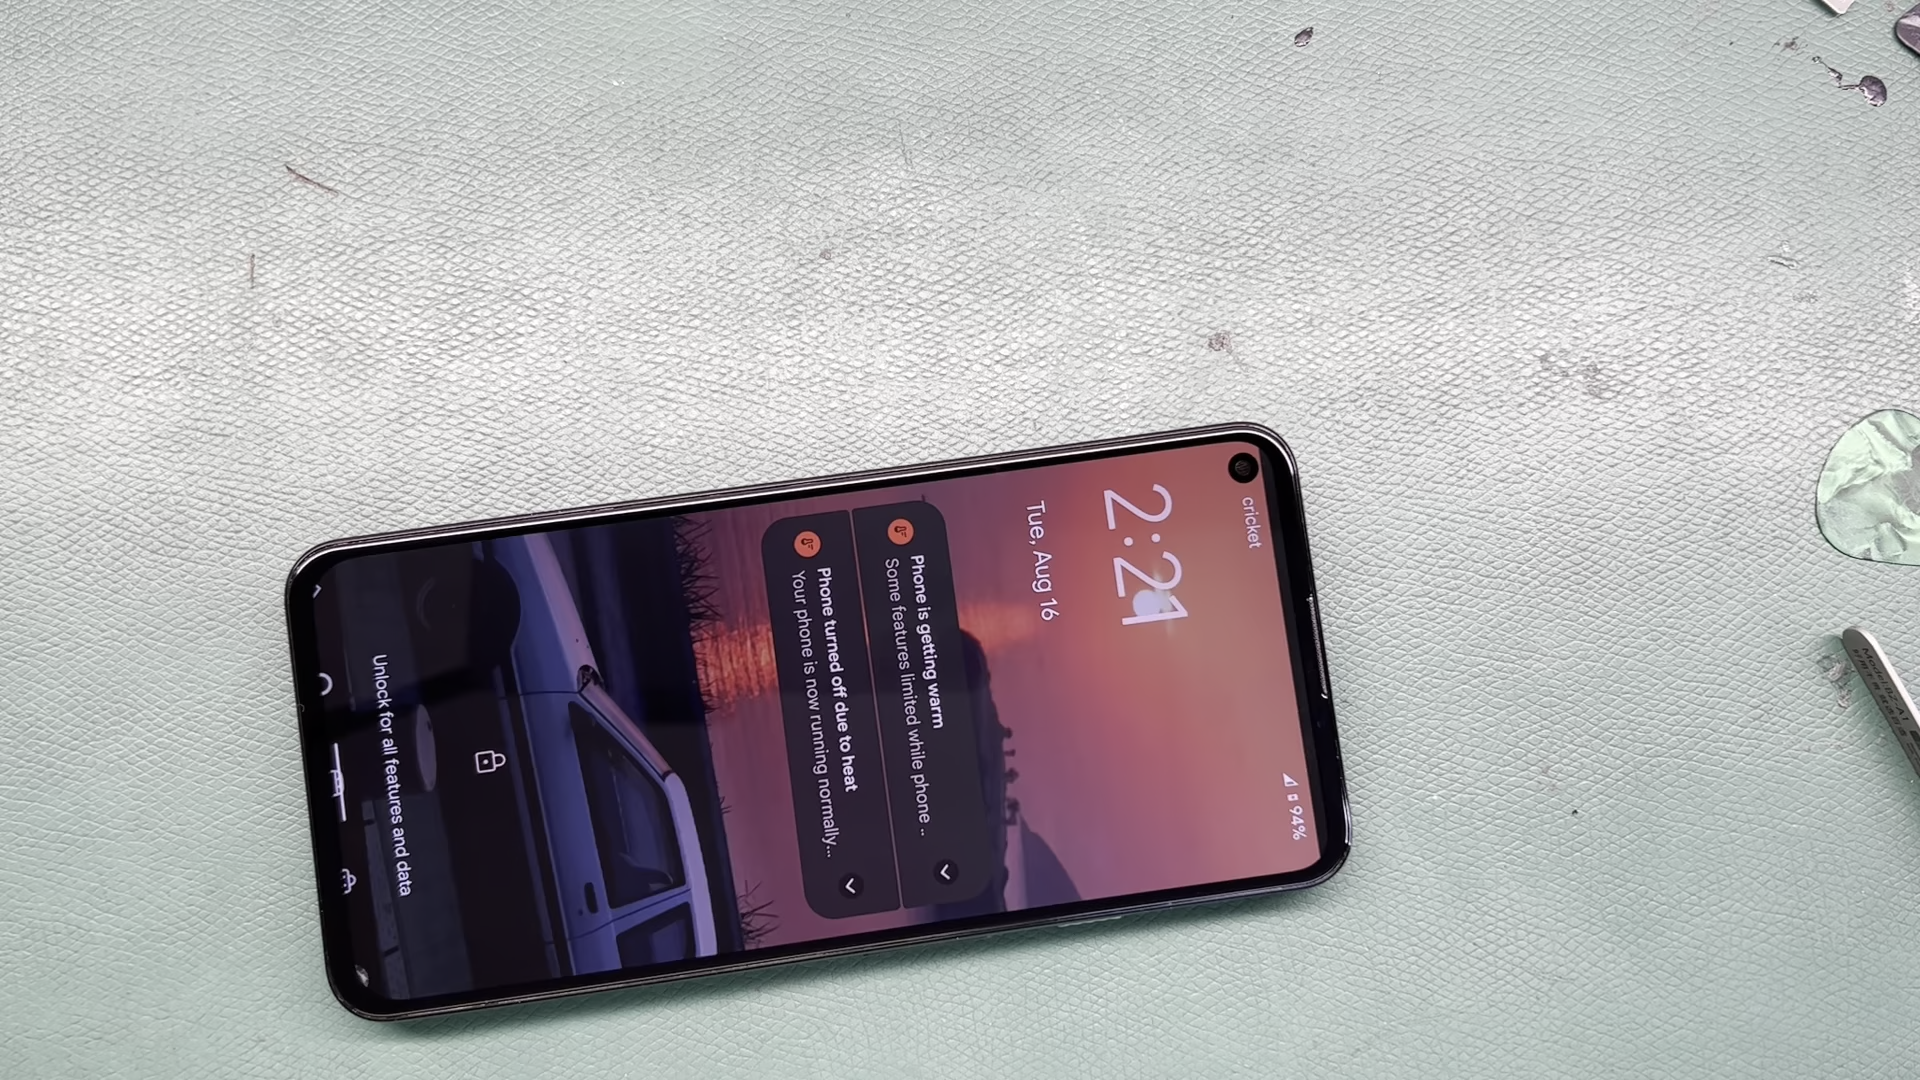 cricket
94%
2:21
Tue, Aug 16
Phone is getting warm
Some features limited while phone ..
Phone turned off due to heat
Your phone is now running normally...
Unlock for all features and data